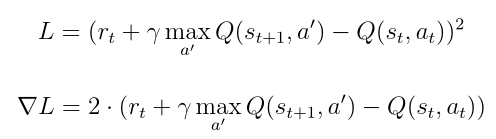 L = (r_t + γ max_{a'} Q(s_{t+1}, a') − Q(s_t, a_t))^2
∇L = 2 · (r_t + γ max_{a'} Q(s_{t+1}, a') − Q(s_t, a_t))